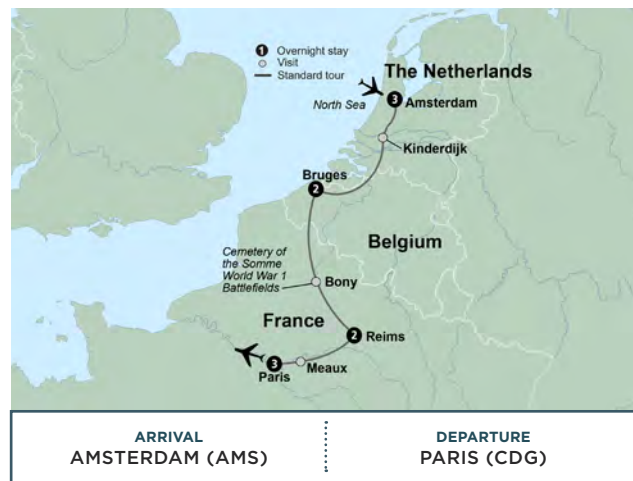 1 Overnight stay
Visit
Standard tour
The Netherlands
North Sea
3 Amsterdam
Kinderdijk
Bruges
2
Belgium
Cemetery of
the Somme
World War 1
Battlefields
Bony
France
2 Reims
3
Paris
Meaux
ARRIVAL
AMSTERDAM (AMS)
DEPARTURE
PARIS (CDG)